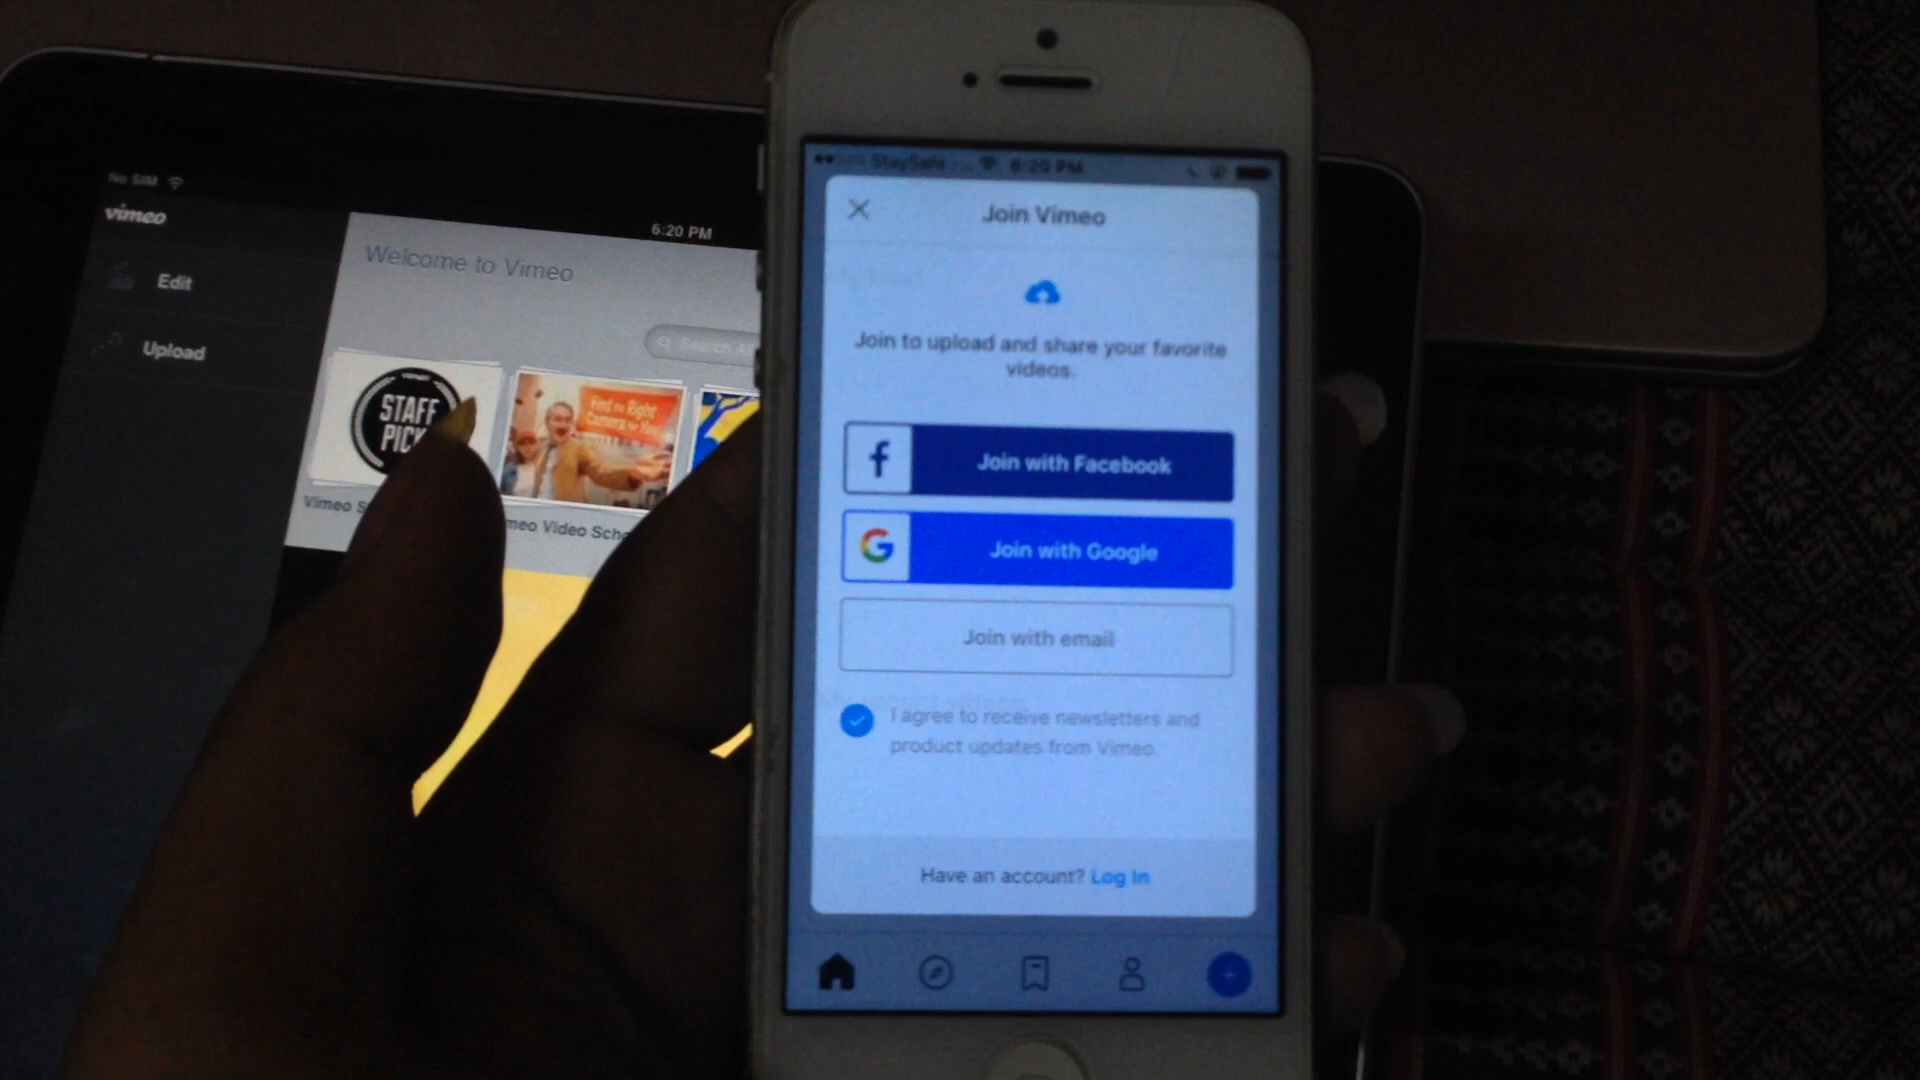 No SIM
6:20 PM
vimeo
Edit
Upload
Welcome to Vimeo
Search
vimeo
STAFF
PICK
Find the Right
Camera for You
Vimeo
meo Video Scho
StaySafe
6:20 PM
Join Vimeo
Join to upload and share your favorite
videos.
f
Join with Facebook
G
Join with Google
Join with email
I agree to receive newsletters and
product updates from Vimeo.
Have an account? Log in